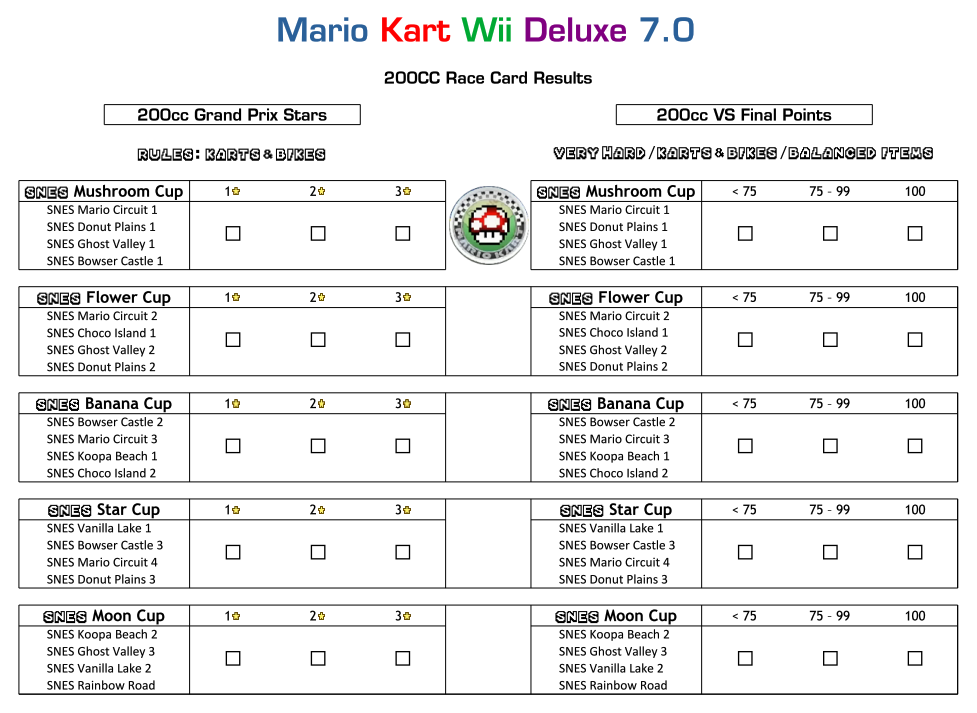 Mario Kart Wii Deluxe 7.0
200CC Race Card Results
200cc Grand Prix Stars
200cc VS Final Points
RULES: KARTS & BIKES
VERY HARD / KARTS & BIKES / BALANCED ITEMS
SNES Mushroom Cup 1 2 3
SNES Mario Circuit 1
SNES Donut Plains 1
SNES Ghost Valley 1
SNES Bowser Castle 1
MARIO KART
SNES Mushroom Cup < 75 75 – 99 100
SNES Mario Circuit 1
SNES Donut Plains 1
SNES Ghost Valley 1
SNES Bowser Castle 1
SNES Flower Cup 1 2 3
SNES Mario Circuit 2
SNES Choco Island 1
SNES Ghost Valley 2
SNES Donut Plains 2
SNES Flower Cup < 75 75 – 99 100
SNES Mario Circuit 2
SNES Choco Island 1
SNES Ghost Valley 2
SNES Donut Plains 2
SNES Banana Cup 1 2 3
SNES Bowser Castle 2
SNES Mario Circuit 3
SNES Koopa Beach 1
SNES Choco Island 2
SNES Banana Cup < 75 75 – 99 100
SNES Bowser Castle 2
SNES Mario Circuit 3
SNES Koopa Beach 1
SNES Choco Island 2
SNES Star Cup 1 2 3
SNES Vanilla Lake 1
SNES Bowser Castle 3
SNES Mario Circuit 4
SNES Donut Plains 3
SNES Star Cup < 75 75 – 99 100
SNES Vanilla Lake 1
SNES Bowser Castle 3
SNES Mario Circuit 4
SNES Donut Plains 3
SNES Moon Cup 1 2 3
SNES Koopa Beach 2
SNES Ghost Valley 3
SNES Vanilla Lake 2
SNES Rainbow Road
SNES Moon Cup < 75 75 – 99 100
SNES Koopa Beach 2
SNES Ghost Valley 3
SNES Vanilla Lake 2
SNES Rainbow Road